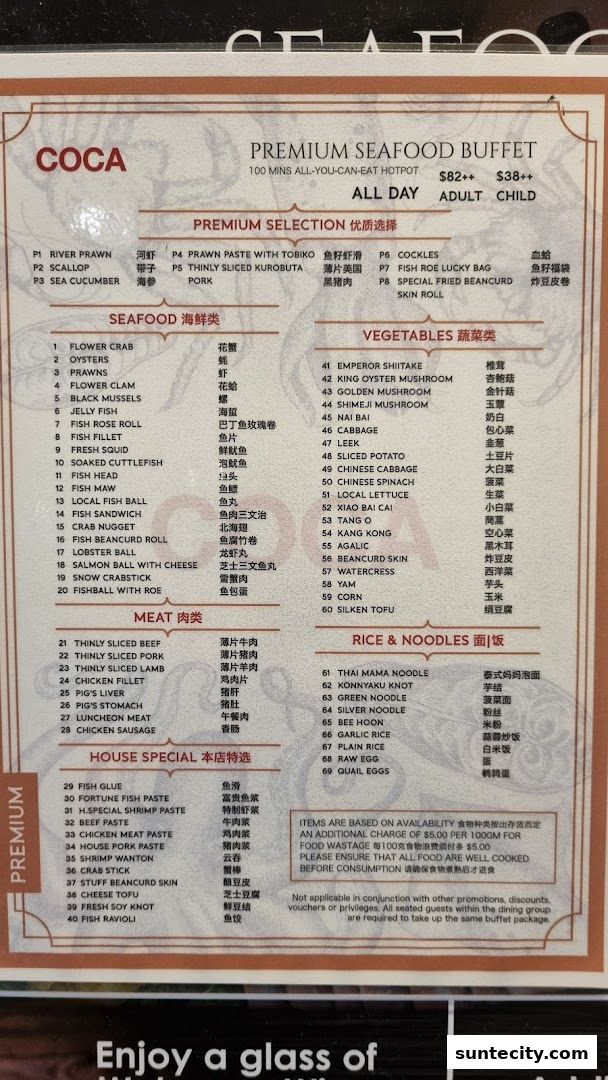 SEAFOO
COCA
PREMIUM SEAFOOD BUFFET
100 MINS ALL-YOU-CAN-EAT HOTPOT
$82++ $38++
ALL DAY ADULT CHILD
PREMIUM SELECTION 优质选择
P1 RIVER PRAWN 河虾
P2 SCALLOP 带子
P3 SEA CUCUMBER 海参
P4 PRAWN PASTE WITH TOBIKO 鱼籽虾滑
P5 THINLY SLICED KUROBUTA 薄片美国
PORK 黑猪肉
P6 COCKLES 血蛤
P7 FISH ROE LUCKY BAG 鱼籽福袋
P8 SPECIAL FRIED BEANCURD 炸豆皮卷
SKIN ROLL
SEAFOOD 海鲜类
1 FLOWER CRAB 花蟹
2 OYSTERS 蚝
3 PRAWNS 虾
4 FLOWER CLAM 花蛤
5 BLACK MUSSELS 螺
6 JELLY FISH 海蜇
7 FISH ROSE ROLL 巴丁鱼玫瑰卷
8 FISH FILLET 鱼片
9 FRESH SQUID 鲜鱿鱼
10 SOAKED CUTTLEFISH 泡鱿鱼
11 FISH HEAD 鱼头
12 FISH MAW 鱼鳔
13 LOCAL FISH BALL 鱼丸
14 FISH SANDWICH 鱼肉三文治
15 CRAB NUGGET 北海翅
16 FISH BEANCURD ROLL 鱼腐竹卷
17 LOBSTER BALL 龙虾丸
18 SALMON BALL WITH CHEESE 芝士三文鱼丸
19 SNOW CRABSTICK 雪蟹肉
20 FISHBALL WITH ROE 鱼包蛋
MEAT 肉类
21 THINLY SLICED BEEF 薄片牛肉
22 THINLY SLICED PORK 薄片猪肉
23 THINLY SLICED LAMB 薄片羊肉
24 CHICKEN FILLET 鸡肉片
25 PIG'S LIVER 猪肝
26 PIG'S STOMACH 猪肚
27 LUNCHEON MEAT 午餐肉
28 CHICKEN SAUSAGE 香肠
HOUSE SPECIAL 本店特选
29 FISH GLUE 鱼滑
30 FORTUNE FISH PASTE 富贵鱼浆
31 H.SPECIAL SHRIMP PASTE 特制虾浆
32 BEEF PASTE 牛肉浆
33 CHICKEN MEAT PASTE 鸡肉浆
34 HOUSE PORK PASTE 猪肉浆
35 SHRIMP WANTON 云吞
36 CRAB STICK 蟹棒
37 STUFF BEANCURD SKIN 酿豆皮
38 CHEESE TOFU 芝士豆腐
39 FRESH SOY KNOT 鲜豆结
40 FISH RAVIOLI 鱼饺
VEGETABLES 蔬菜类
41 EMPEROR SHIITAKE 椎茸
42 KING OYSTER MUSHROOM 杏鲍菇
43 GOLDEN MUSHROOM 金针菇
44 SHIMEJI MUSHROOM 玉蕈
45 NAI BAI 奶白
46 CABBAGE 包心菜
47 LEEK 韭葱
48 SLICED POTATO 土豆片
49 CHINESE CABBAGE 大白菜
50 CHINESE SPINACH 菠菜
51 LOCAL LETTUCE 生菜
52 XIAO BAI CAI 小白菜
53 TANG O 茼蒿
54 KANG KONG 空心菜
55 AGALIC 黑木耳
56 BEANCURD SKIN 炸豆皮
57 WATERCRESS 西洋菜
58 YAM 芋头
59 CORN 玉米
60 SILKEN TOFU 绢豆腐
RICE & NOODLES 面|饭
61 THAI MAMA NOODLE 泰式妈妈泡面
62 KONNYAKU KNOT 芋结
63 GREEN NOODLE 菠菜面
64 SILVER NOODLE 粉丝
65 BEE HOON 米粉
66 GARLIC RICE 蒜蓉炒饭
67 PLAIN RICE 白米饭
68 RAW EGG 蛋
69 QUAIL EGGS 鹌鹑蛋
ITEMS ARE BASED ON AVAILABILITY 食物种类按出存货而定
AN ADDITIONAL CHARGE OF $5.00 PER 100GM FOR
FOOD WASTAGE 每100克食物浪费须付多 $5.00
PLEASE ENSURE THAT ALL FOOD ARE WELL COOKED
BEFORE CONSUMPTION 请确保食物煮熟后才进食
Not applicable in conjunction with other promotions, discounts,
vouchers or privileges. All seated guests within the dining group
are required to take up the same buffet package.
PREMIUM
COCA
Enjoy a glass of
suntecity.com